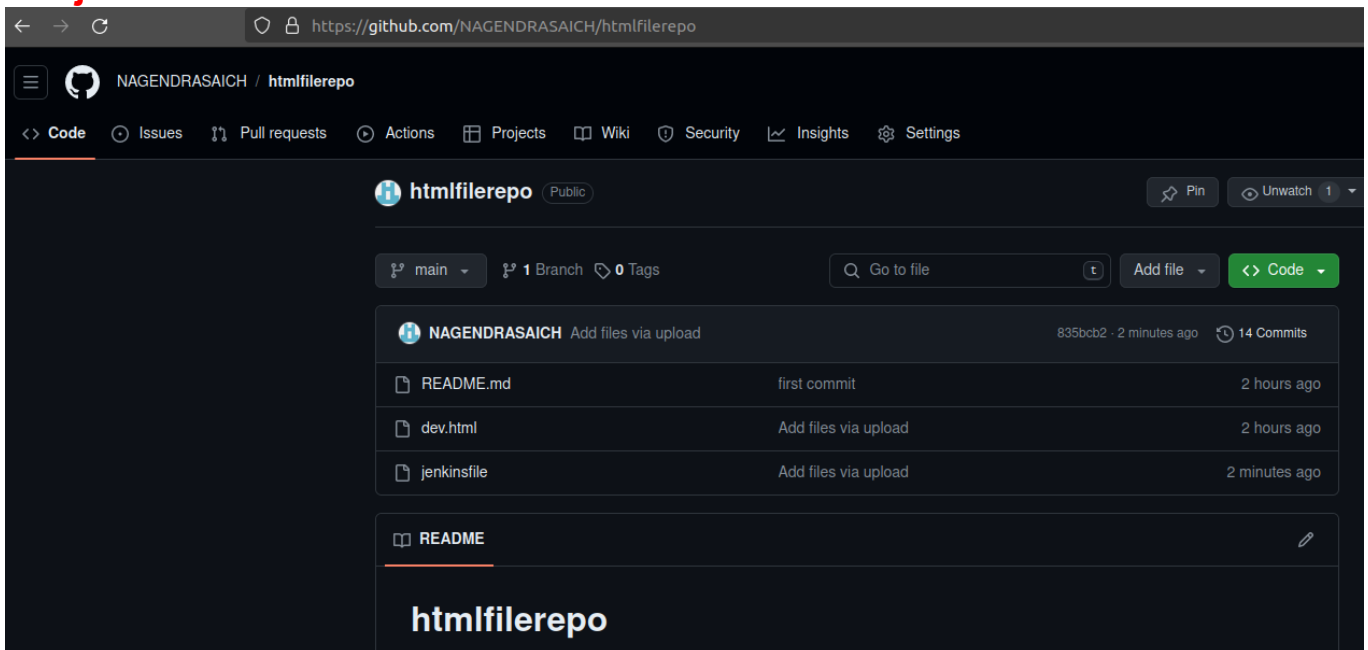 https://github.com/NAGENDRASAICH/htmlfilerepo
NAGENDRASAICH / htmlfilerepo
Code Issues Pull requests Actions Projects Wiki Security Insights Settings
htmlfilerepo Public Pin Unwatch 1
main 1 Branch 0 Tags Go to file t Add file Code
NAGENDRASAICH Add files via upload 835bcb2 · 2 minutes ago 14 Commits
README.md first commit 2 hours ago
dev.html Add files via upload 2 hours ago
jenkinsfile Add files via upload 2 minutes ago
README
htmlfilerepo